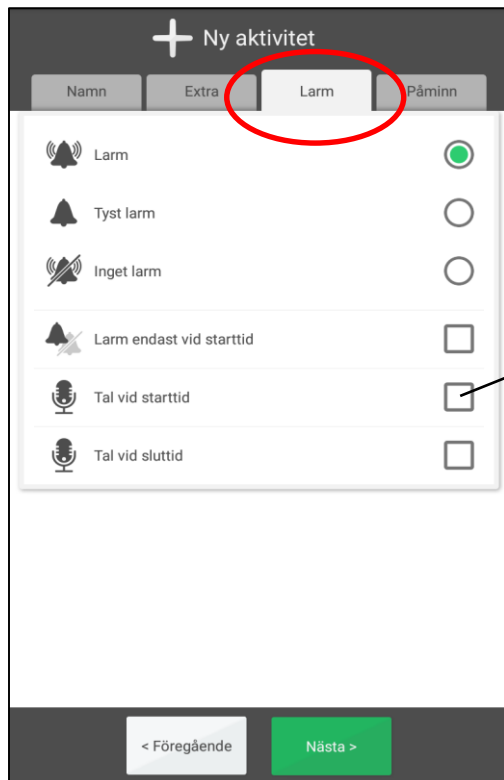 Ny aktivitet
Namn Extra Larm Påminn
Larm
Tyst larm
Inget larm
Larm endast vid starttid
Tal vid starttid
Tal vid sluttid
< Föregående Nästa >